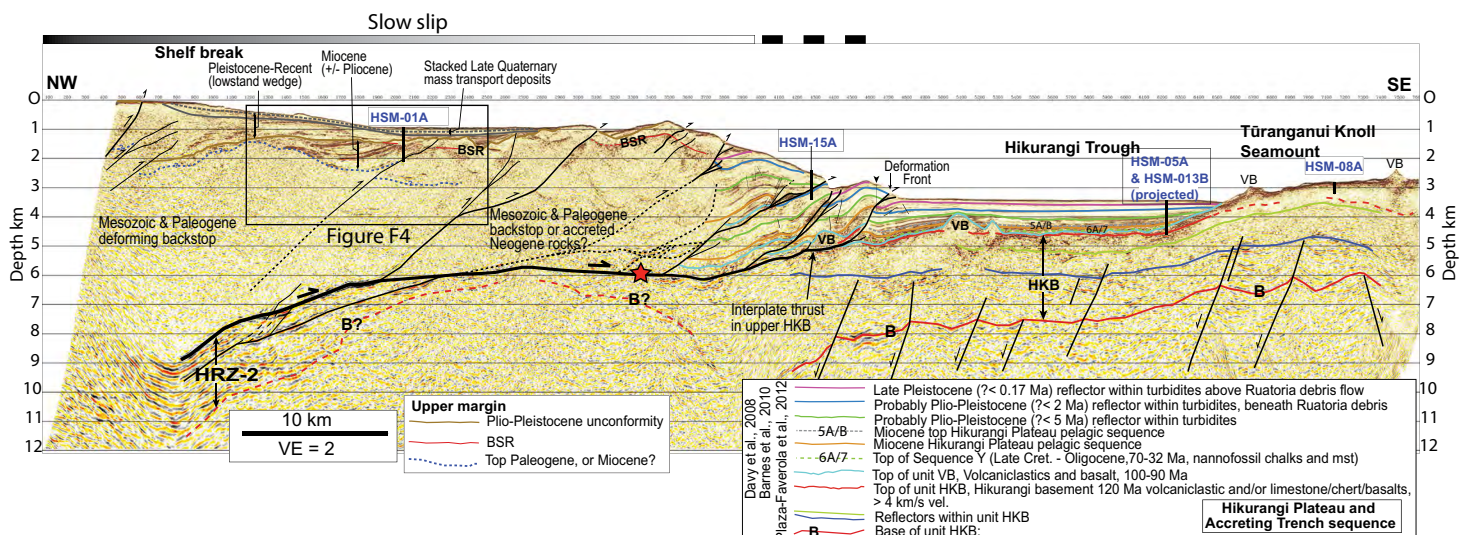 Slow slip
Shelf break
NW
Pleistocene-Recent
(lowstand wedge)
Miocene
(+/- Pliocene)
Stacked Late Quaternary
mass transport deposits
SE
O
1
2
3
4
5
6
7
8
9
10
11
12
Depth km
HSM-01A
BSR
BSR
HSM-15A
Deformation
Front
Hikurangi Trough
HSM-05A
& HSM-013B
(projected)
Tūranganui Knoll
Seamount
HSM-08A
VB
VB
Mesozoic & Paleogene
deforming backstop
Figure F4
Mesozoic & Paleogene
backstop or accreted
Neogene rocks?
VB
VB
5A/B
6A/7
B?
B?
HRZ-2
Interplate thrust
in upper HKB
HKB
B
B
O
1
2
3
4
5
6
7
8
9
10
11
12
Depth km
10 km
VE = 2
Upper margin
Plio-Pleistocene unconformity
BSR
Top Paleogene, or Miocene?
Davy et al., 2008
Barnes et al., 2010
Plaza-Faverola et al., 2012
Late Pleistocene (?< 0.17 Ma) reflector within turbidites above Ruatoria debris flow
Probably Plio-Pleistocene (?< 2 Ma) reflector within turbidites, beneath Ruatoria debris
Probably Plio-Pleistocene (?< 5 Ma) reflector within turbidites
5A/B Miocene top Hikurangi Plateau pelagic sequence
Miocene Hikurangi Plateau pelagic sequence
6A/7 Top of Sequence Y (Late Cret. - Oligocene,70-32 Ma, nannofossil chalks and mst)
Top of unit VB, Volcaniclastics and basalt, 100-90 Ma
Top of unit HKB, Hikurangi basement 120 Ma volcaniclastic and/or limestone/chert/basalts,
> 4 km/s vel.
Reflectors within unit HKB
B Base of unit HKB:
Hikurangi Plateau and
Accreting Trench sequence